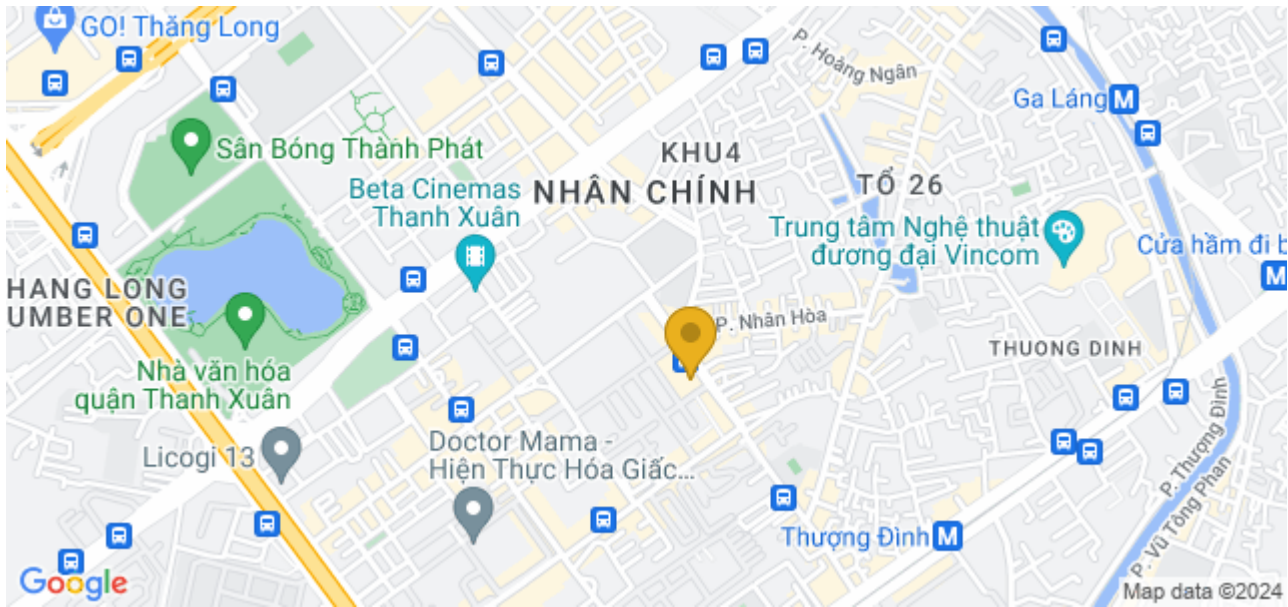 GO! Thăng Long
P. Hoàng Ngân
Ga Láng
M
Sân Bóng Thành Phát
KHU4
NHÂN CHÍNH
TỔ 26
Beta Cinemas
Thanh Xuân
Trung tâm Nghệ thuật
đương đại Vincom
Cửa hầm đi b
M
HANG LONG
UMBER ONE
P. Nhân Hòa
THUONG DINH
Nhà văn hóa
quận Thanh Xuân
Licogi 13
Doctor Mama -
Hiện Thực Hóa Giấc...
P. Thượng Đình
P. Vũ Tông Phan
Thượng Đình
M
Google
Map data ©2024